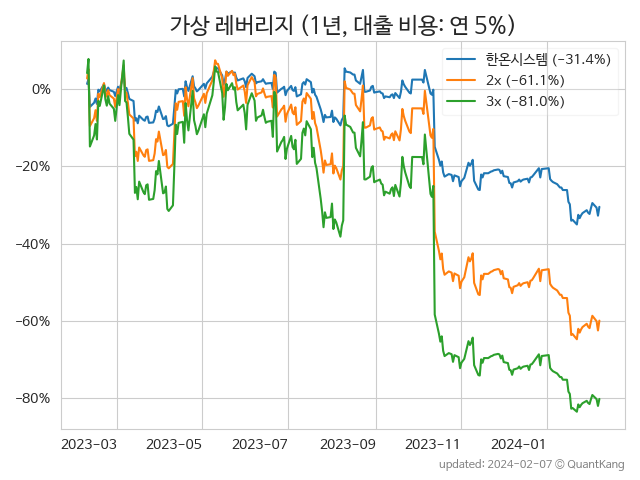 가상 레버리지 (1년, 대출 비용: 연 5%)
한온시스템 (−31.4%)
2x (−61.1%)
3x (−81.0%)
0%
−20%
−40%
−60%
−80%
2023-03 2023-05 2023-07 2023-09 2023-11 2024-01
updated: 2024-02-07 © QuantKang